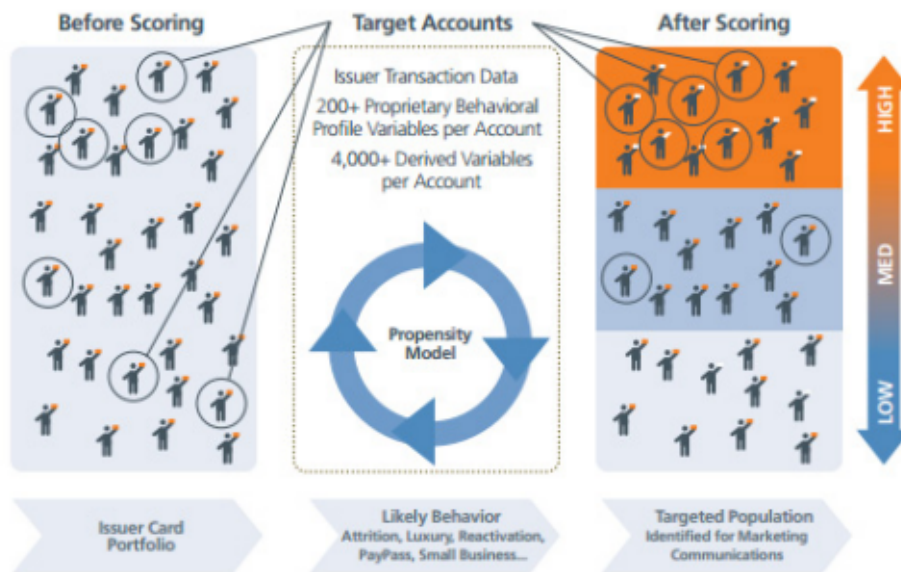 Before Scoring
Target Accounts
After Scoring
Issuer Transaction Data
200+ Proprietary Behavioral
Profile Variables per Account
4,000+ Derived Variables
per Account
Propensity
Model
HIGH
MED
LOW
Issuer Card
Portfolio
Likely Behavior
Attrition, Luxury, Reactivation,
PayPass, Small Business...
Targeted Population
Identified for Marketing
Communications